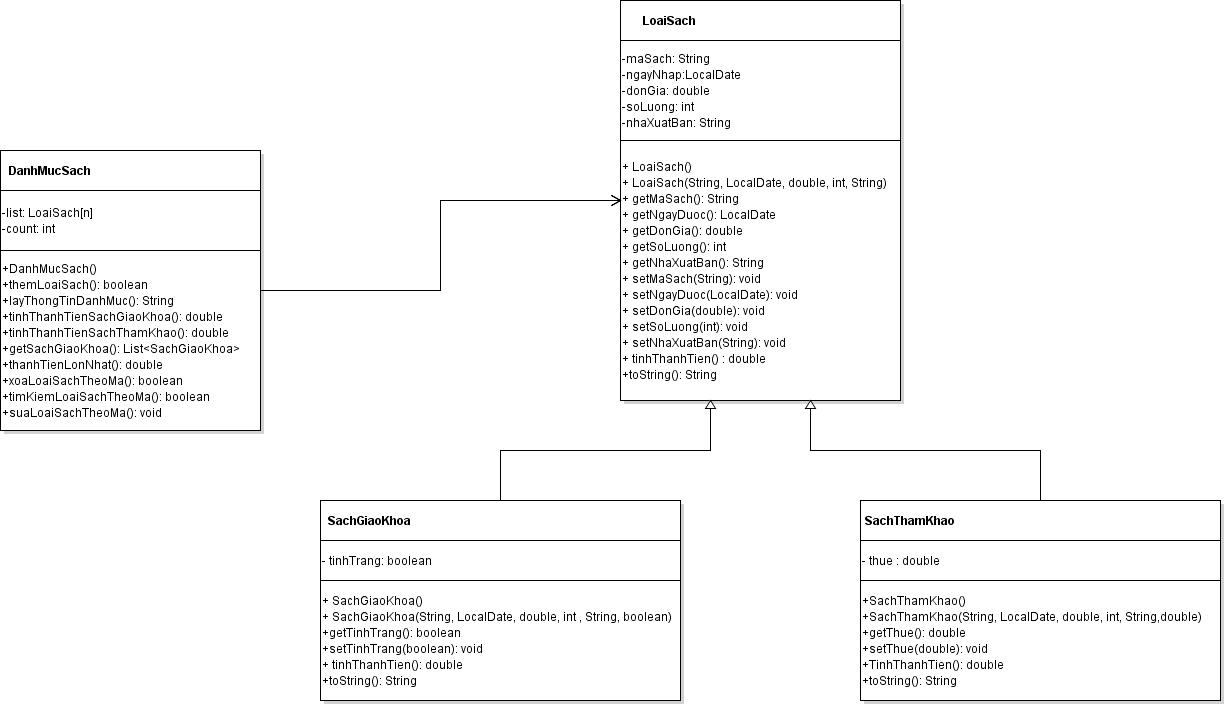 LoaiSach
-maSach: String
-ngayNhap:LocalDate
-donGia: double
-soLuong: int
-nhaXuatBan: String
+ LoaiSach()
+ LoaiSach(String, LocalDate, double, int, String)
+ getMaSach(): String
+ getNgayDuoc(): LocalDate
+ getDonGia(): double
+ getSoLuong(): int
+ getNhaXuatBan(): String
+ setMaSach(String): void
+ setNgayDuoc(LocalDate): void
+ setDonGia(double): void
+ setSoLuong(int): void
+ setNhaXuatBan(String): void
+ tinhThanhTien() : double
+toString(): String
DanhMucSach
-list: LoaiSach[n]
-count: int
+DanhMucSach()
+themLoaiSach(): boolean
+layThongTinDanhMuc(): String
+tinhThanhTienSachGiaoKhoa(): double
+tinhThanhTienSachThamKhao(): double
+getSachGiaoKhoa(): List<SachGiaoKhoa>
+thanhTienLonNhat(): double
+xoaLoaiSachTheoMa(): boolean
+timKiemLoaiSachTheoMa(): boolean
+suaLoaiSachTheoMa(): void
SachGiaoKhoa
- tinhTrang: boolean
+ SachGiaoKhoa()
+ SachGiaoKhoa(String, LocalDate, double, int , String, boolean)
+getTinhTrang(): boolean
+setTinhTrang(boolean): void
+ tinhThanhTien(): double
+toString(): String
SachThamKhao
- thue : double
+SachThamKhao()
+SachThamKhao(String, LocalDate, double, int, String,double)
+getThue(): double
+setThue(double): void
+TinhThanhTien(): double
+toString(): String